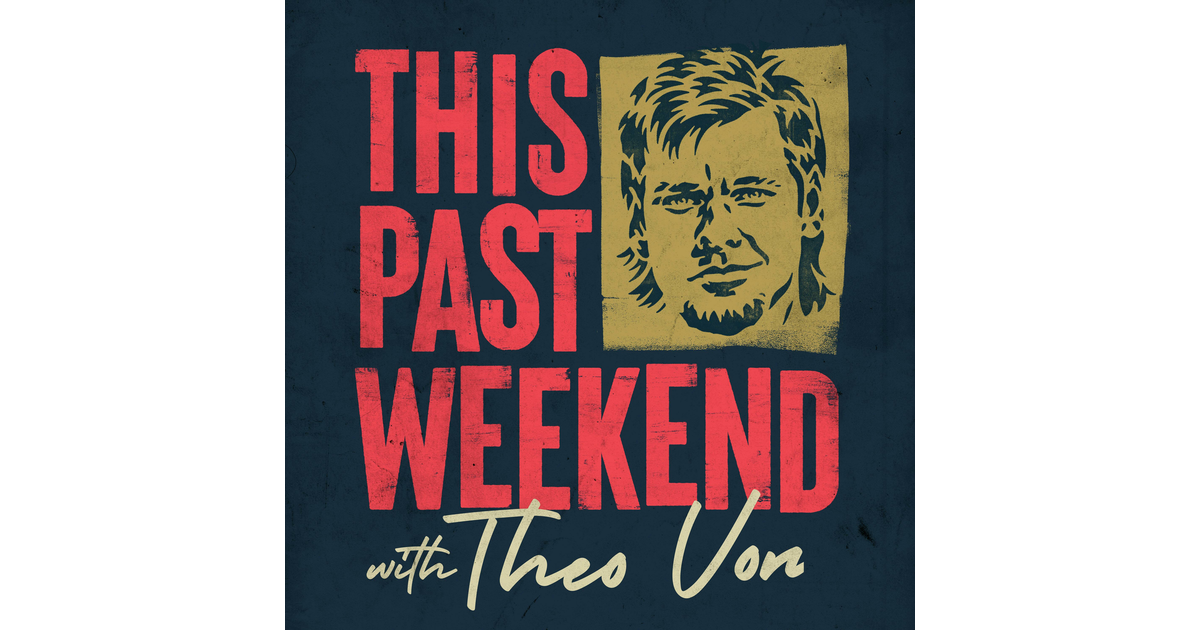 THIS
PAST
WEEKEND
with Theo Von